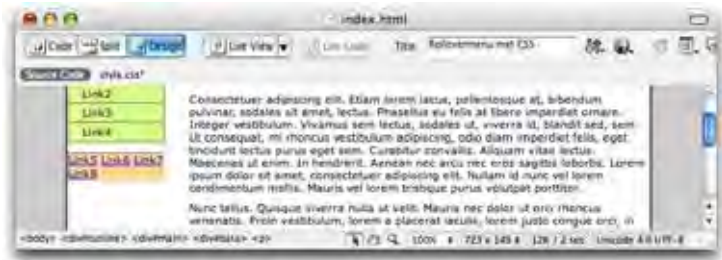 index.html
Code Split Design Live View Live Code Title: Rollovermenu met CSS
Source Code style.css*
Link2
Link3
Link4
Link5 Link6 Link7
Link8
Consectetuer adipiscing elit. Etiam lorem lacus, pellentesque at, bibendum
pulvinar, sodales sit amet, lectus. Phasellus eu felis at libero imperdiet ornare.
Integer vestibulum. Vivamus sem lectus, sodales ut, viverra id, blandit sed, sem.
Ut consequat, mi rhoncus vestibulum adipiscing, odio diam imperdiet felis, eget
tincidunt lectus purus eget sem. Curabitur convallis. Aliquam vitae lectus.
Maecenas ut enim. In hendrerit. Aenean nec arcu nec eros sagittis lobortis. Lorem
ipsum dolor sit amet, consectetuer adipiscing elit. Nullam id nunc vel lorem
condimentum mollis. Mauris vel lorem tristique purus volutpat porttitor.
Nunc tellus. Quisque viverra nulla ut velit. Mauris nec dolor ut orci rhoncus
venenatis. Proin vestibulum, lorem a placerat iaculis, lorem justo congue orci, in
<body> <div#outline> <div#main> <div#data> <p> 100% 723 x 149 12K / 2 sec Unicode 4.0 UTF-8